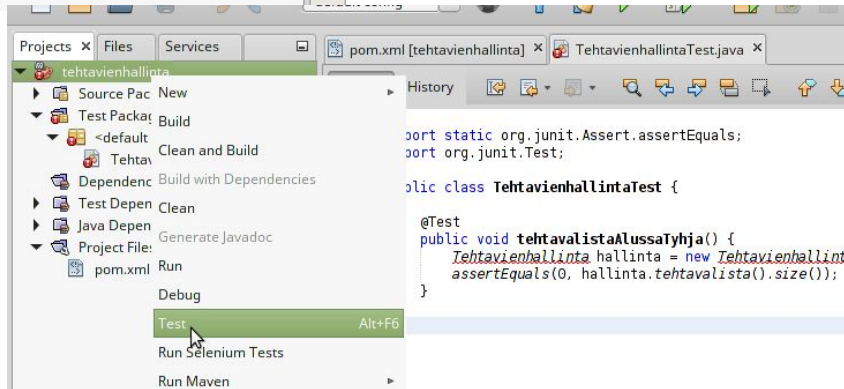 Projects Files Services
tehtavienhallinta
Source Pac
Test Packag
<default
Tehtav
Dependenc
Test Depen
Java Depen
Project Files
pom.xml
New
Build
Clean and Build
Build with Dependencies
Clean
Generate Javadoc
Run
Debug
Test Alt+F6
Run Selenium Tests
Run Maven
pom.xml [tehtavienhallinta] TehtavienhallintaTest.java
History
port static org.junit.Assert.assertEquals;
port org.junit.Test;
blic class TehtavienhallintaTest {
@Test
public void tehtavalistaAlussaTyhja() {
Tehtavienhallinta hallinta = new Tehtavienhallint
assertEquals(0, hallinta.tehtavalista().size());
}